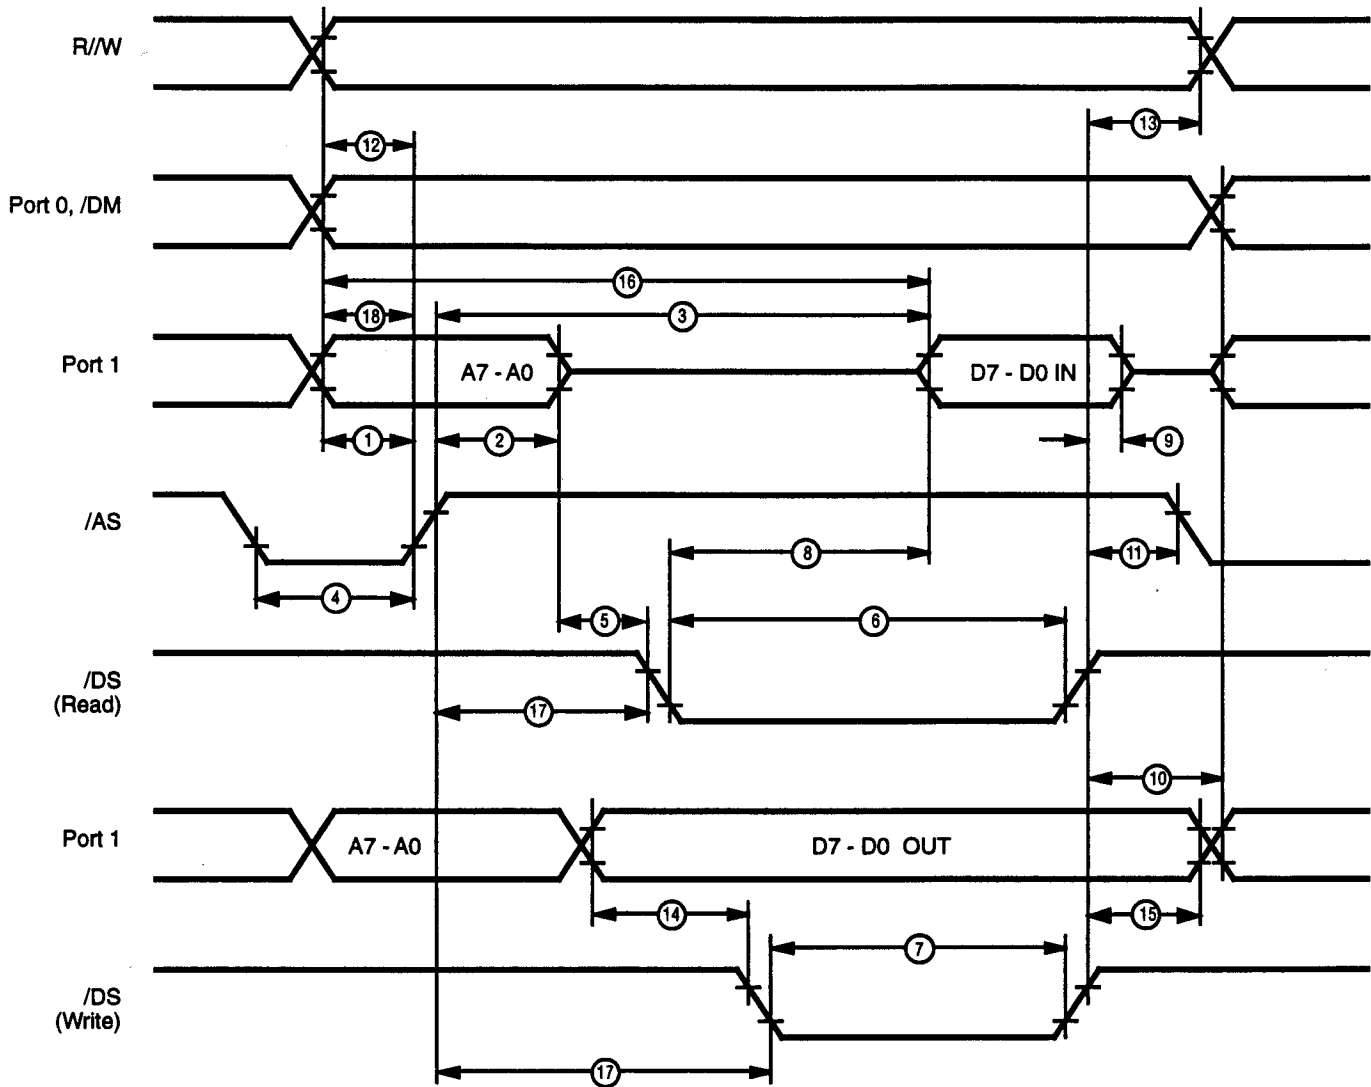 R//W
13
12
Port 0, /DM
16
18
3
Port 1
A7 - A0
D7 - D0 IN
1
2
9
/AS
8
11
4
5
6
/DS
(Read)
17
10
Port 1
A7 - A0
D7 - D0 OUT
14
15
7
/DS
(Write)
17